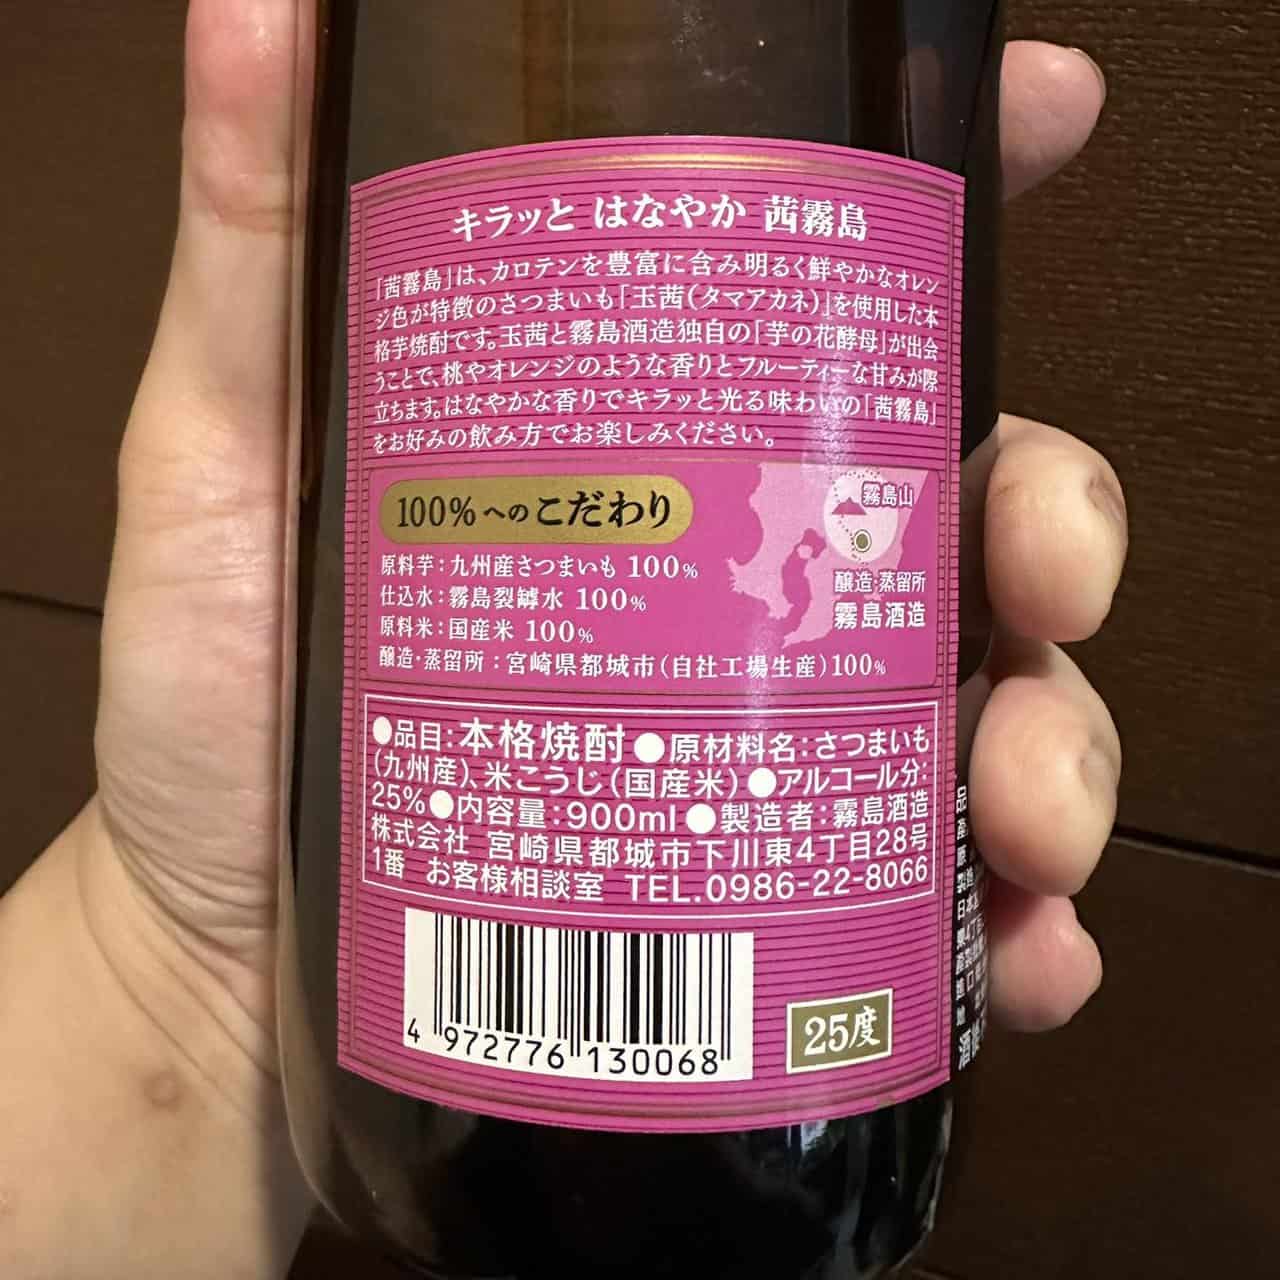 キラッと はなやか 茜霧島
「茜霧島」は、カロテンを豊富に含み明るく鮮やかなオレン
ジ色が特徴のさつまいも「玉茜(タマアカネ)」を使用した本
格芋焼酎です。玉茜と霧島酒造独自の「芋の花酵母」が出会
うことで、桃やオレンジのような香りとフルーティーな甘みが際
立ちます。はなやかな香りでキラッと光る味わいの「茜霧島」
をお好みの飲み方でお楽しみください。
100%へのこだわり
原料芋:九州産さつまいも 100%
仕込水:霧島裂罅水 100%
原料米:国産米 100%
醸造・蒸留所:宮崎県都城市(自社工場生産)100%
霧島山
醸造・蒸留所
霧島酒造
●品目:本格焼酎●原材料名:さつまいも
(九州産)、米こうじ(国産米)●アルコール分:
25%●内容量:900ml●製造者:霧島酒造
株式会社 宮崎県都城市下川東4丁目28号
1番 お客様相談室 TEL.0986-22-8066
4 972776 130068
25度
品
原
製造
日本
東4丁
進口
地
酒後